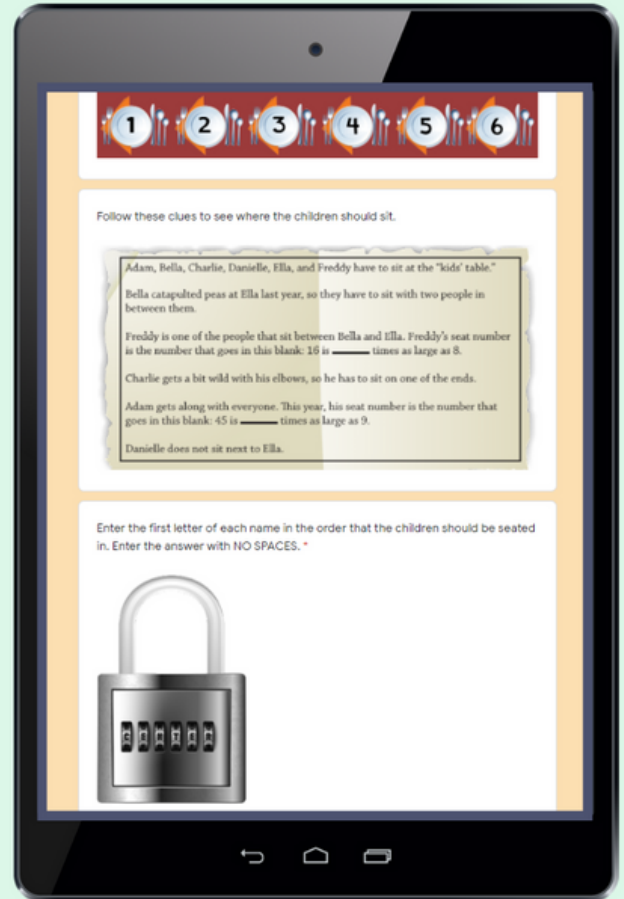 1 2 3 4 5 6
Follow these clues to see where the children should sit.
Adam, Bella, Charlie, Danielle, Ella, and Freddy have to sit at the "kids' table."
Bella catapulted peas at Ella last year, so they have to sit with two people in
between them.
Freddy is one of the people that sit between Bella and Ella. Freddy's seat number
is the number that goes in this blank: 16 is ______ times as large as 8.
Charlie gets a bit wild with his elbows, so he has to sit on one of the ends.
Adam gets along with everyone. This year, his seat number is the number that
goes in this blank: 45 is ______ times as large as 9.
Danielle does not sit next to Ella.
Enter the first letter of each name in the order that the children should be seated
in. Enter the answer with NO SPACES. *